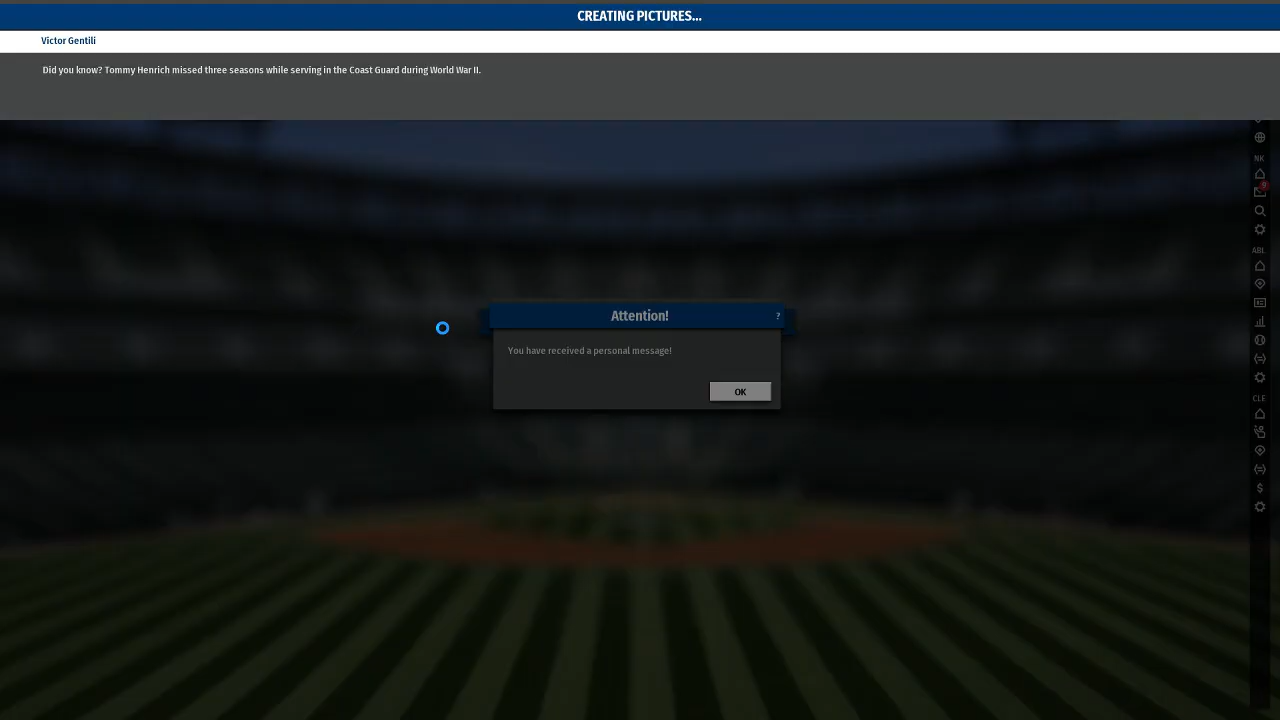 CREATING PICTURES...
Victor Gentili
Did you know? Tommy Henrich missed three seasons while serving in the Coast Guard during World War II.
NK
9
ABL
Attention!
?
You have received a personal message!
OK
CLE
$